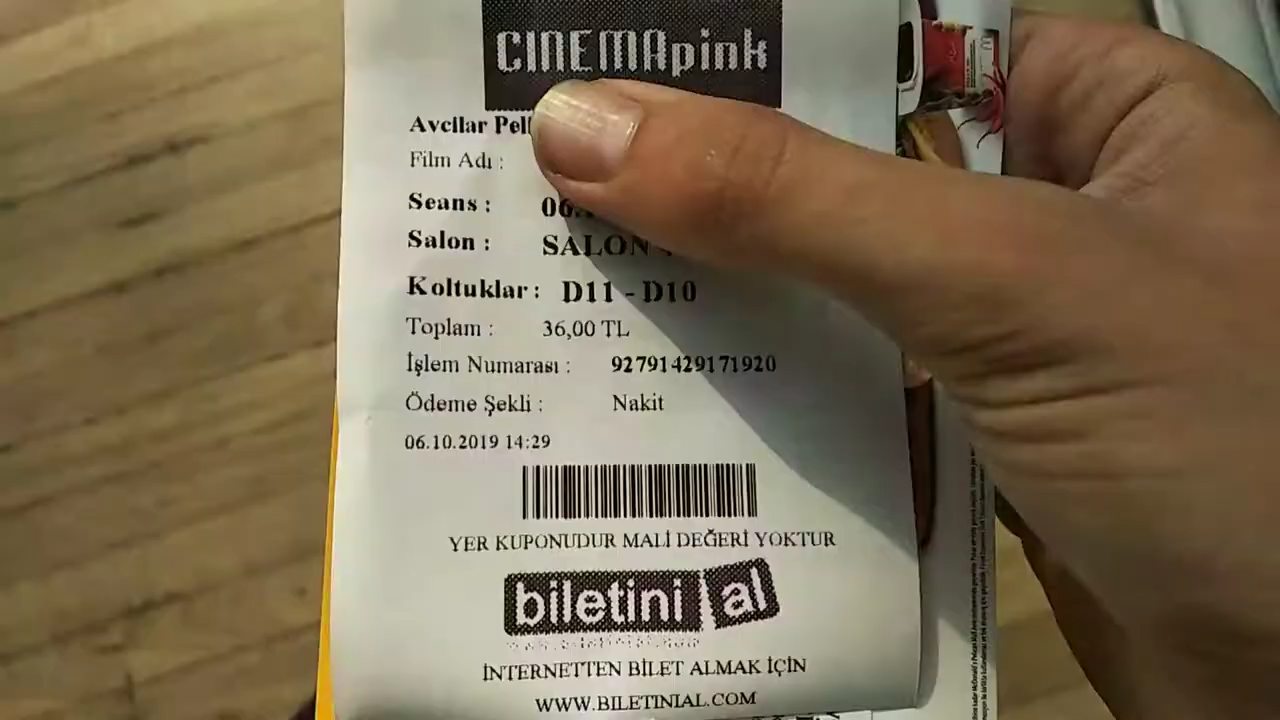 CINEMApink
Avcilar
Film Adı :
Seans :
Salon : SALON
Koltuklar : D11 - D10
Toplam : 36,00 TL
İşlem Numarası : 92791429171920
Ödeme Şekli : Nakit
06.10.2019 14:29
YER KUPONUDUR MALİ DEĞERİ YOKTUR
biletini al
İNTERNETTEN BİLET ALMAK İÇİN
WWW.BILETINIAL.COM